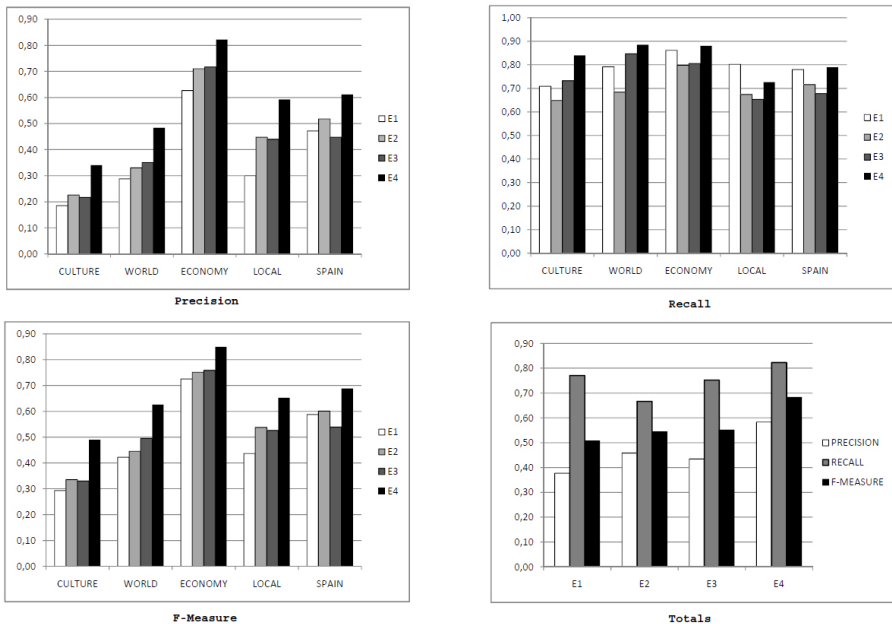 0,90
0,80
0,70
0,60
0,50
0,40
0,30
0,20
0,10
0,00
CULTURE WORLD ECONOMY LOCAL SPAIN
E1
E2
E3
E4
Precision
1,00
0,90
0,80
0,70
0,60
0,50
0,40
0,30
0,20
0,10
0,00
CULTURE WORLD ECONOMY LOCAL SPAIN
E1
E2
E3
E4
Recall
0,90
0,80
0,70
0,60
0,50
0,40
0,30
0,20
0,10
0,00
CULTURE WORLD ECONOMY LOCAL SPAIN
E1
E2
E3
E4
F-Measure
0,90
0,80
0,70
0,60
0,50
0,40
0,30
0,20
0,10
0,00
E1 E2 E3 E4
PRECISION
RECALL
F-MEASURE
Totals